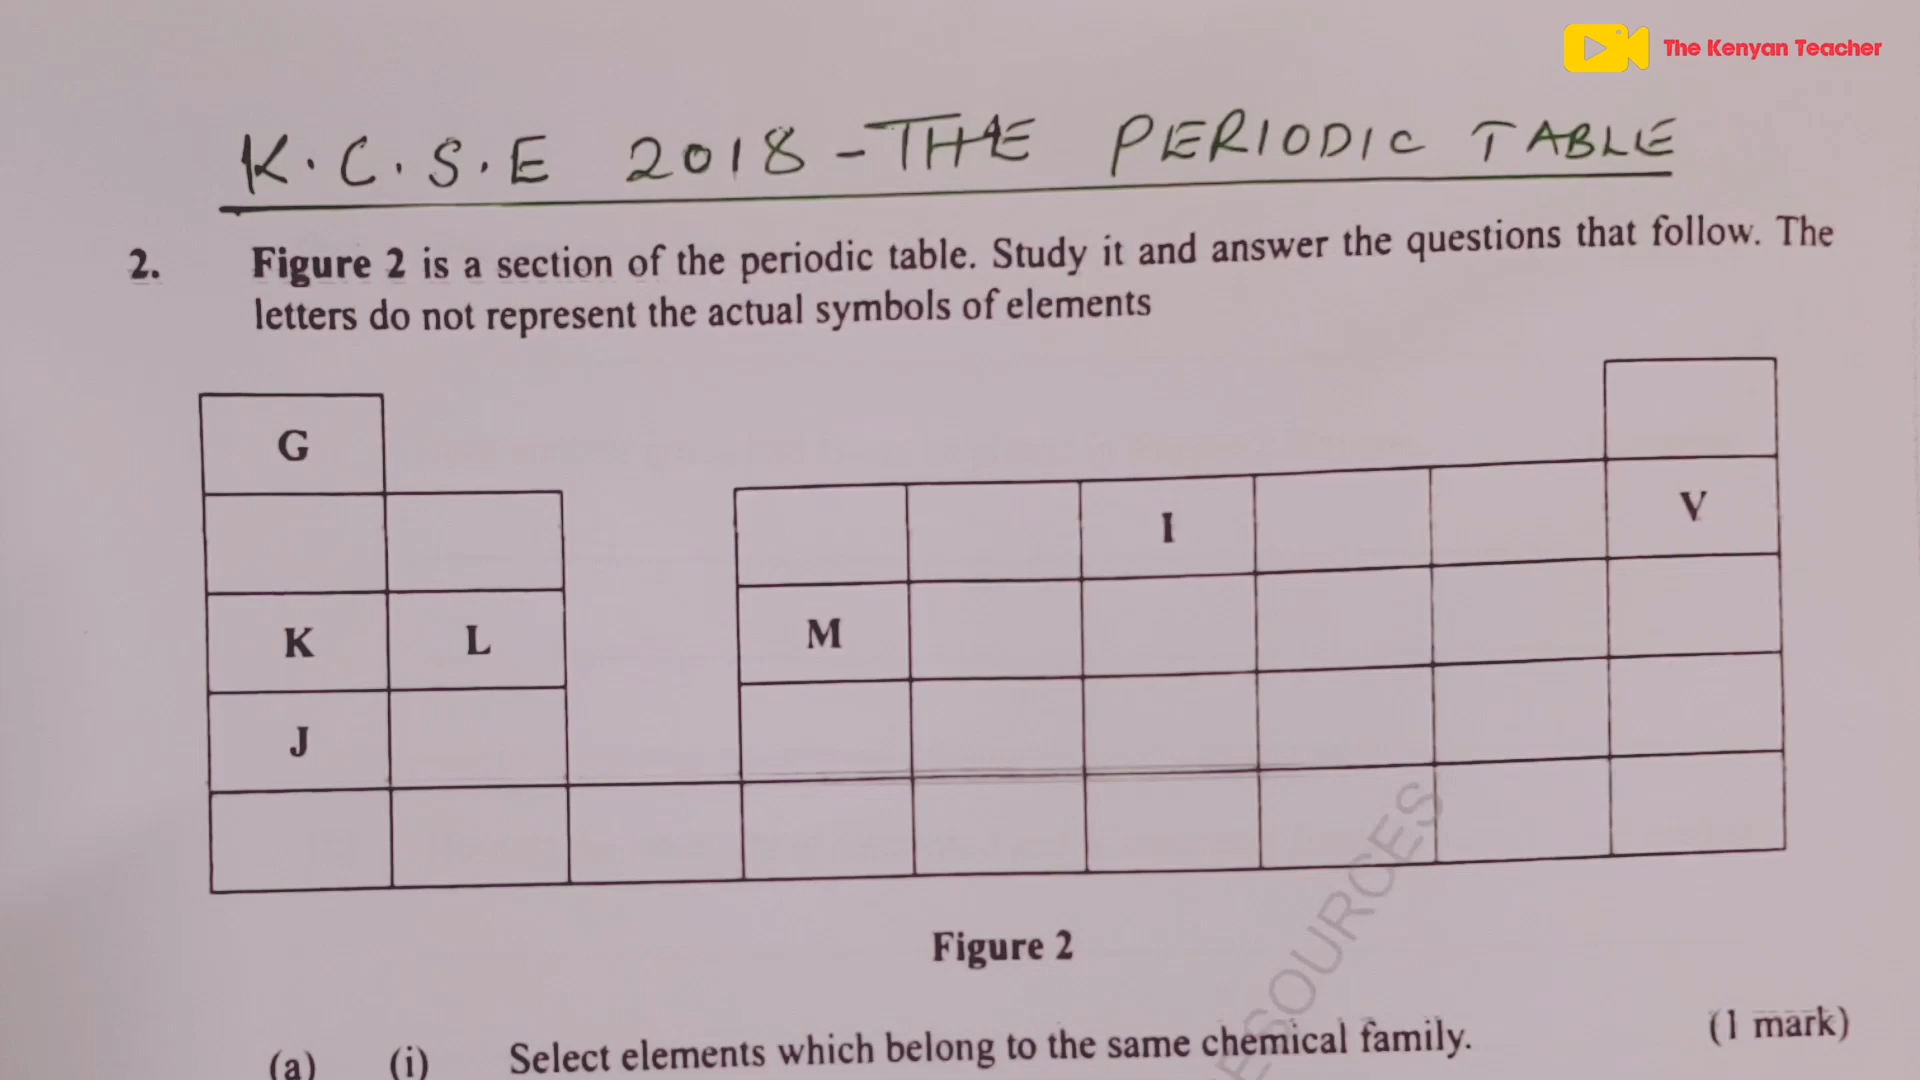 The Kenyan Teacher
K.C.S.E 2018 - THE PERIODIC TABLE
2. Figure 2 is a section of the periodic table. Study it and answer the questions that follow. The
letters do not represent the actual symbols of elements
G
I V
K L M
J
Figure 2
(a) (i) Select elements which belong to the same chemical family. (1 mark)